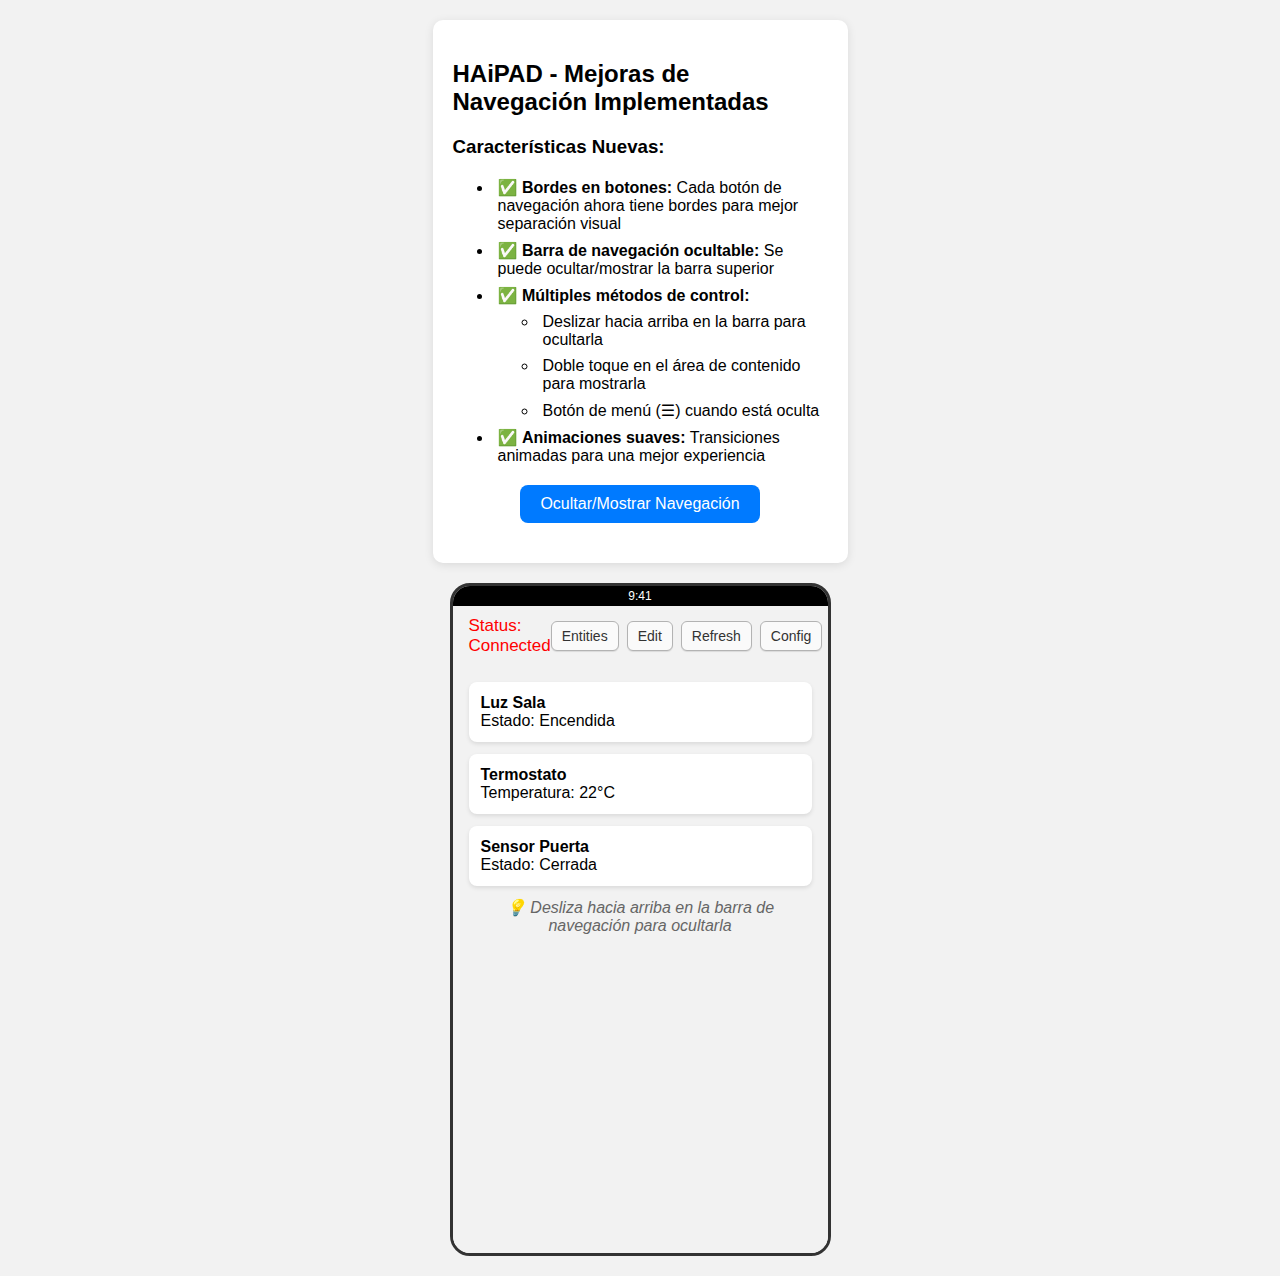 HAiPAD - Mejoras de
Navegación Implementadas
Características Nuevas:
✅ Bordes en botones: Cada botón de
navegación ahora tiene bordes para mejor
separación visual
✅ Barra de navegación ocultable: Se
puede ocultar/mostrar la barra superior
✅ Múltiples métodos de control:
Deslizar hacia arriba en la barra para
ocultarla
Doble toque en el área de contenido
para mostrarla
Botón de menú (☰) cuando está oculta
✅ Animaciones suaves: Transiciones
animadas para una mejor experiencia
Ocultar/Mostrar Navegación
9:41
Status:
Connected
Entities Edit Refresh Config
Luz Sala
Estado: Encendida
Termostato
Temperatura: 22°C
Sensor Puerta
Estado: Cerrada
💡 Desliza hacia arriba en la barra de
navegación para ocultarla